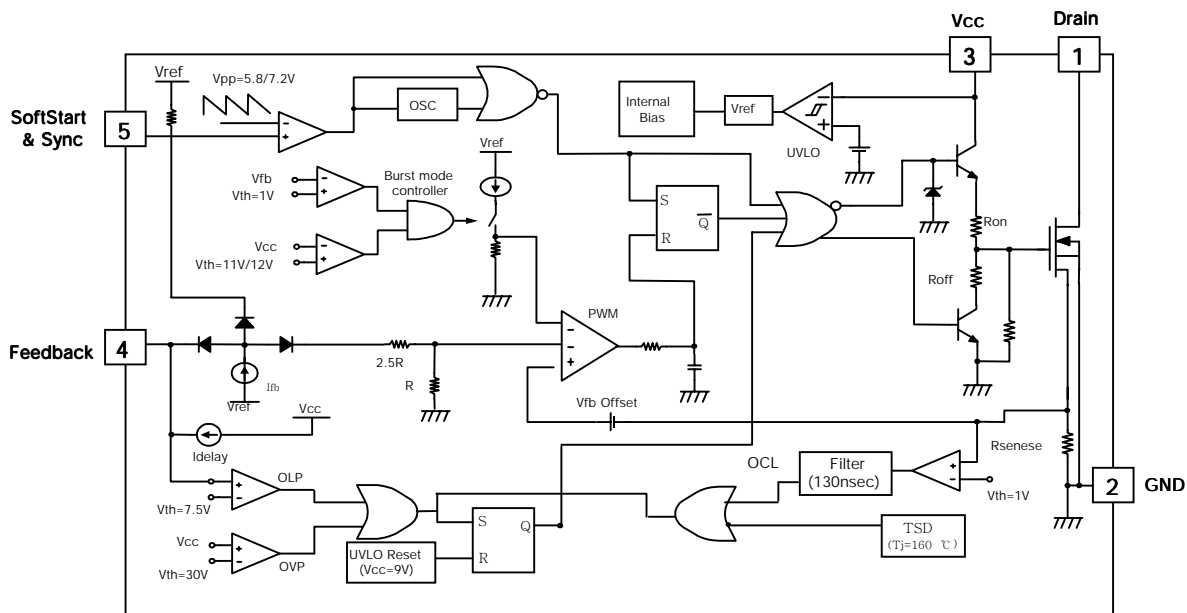 Vcc
Drain
3
1
Vref
Vpp=5.8/7.2V
SoftStart
& Sync
5
OSC
Internal
Bias
Vref
UVLO
Vref
Vfb
Vth=1V
Burst mode
controller
Vcc
Vth=11V/12V
S
R
Q
Ron
Roff
Feedback
4
PWM
2.5R
R
Ifb
Vref
Vcc
Idelay
Vfb Offset
Rsenese
OLP
Vth=7.5V
OCL
Filter
(130nsec)
Vth=1V
2
GND
S
Q
R
TSD
(Tj=160 ℃)
Vcc
Vth=30V
OVP
UVLO Reset
(Vcc=9V)